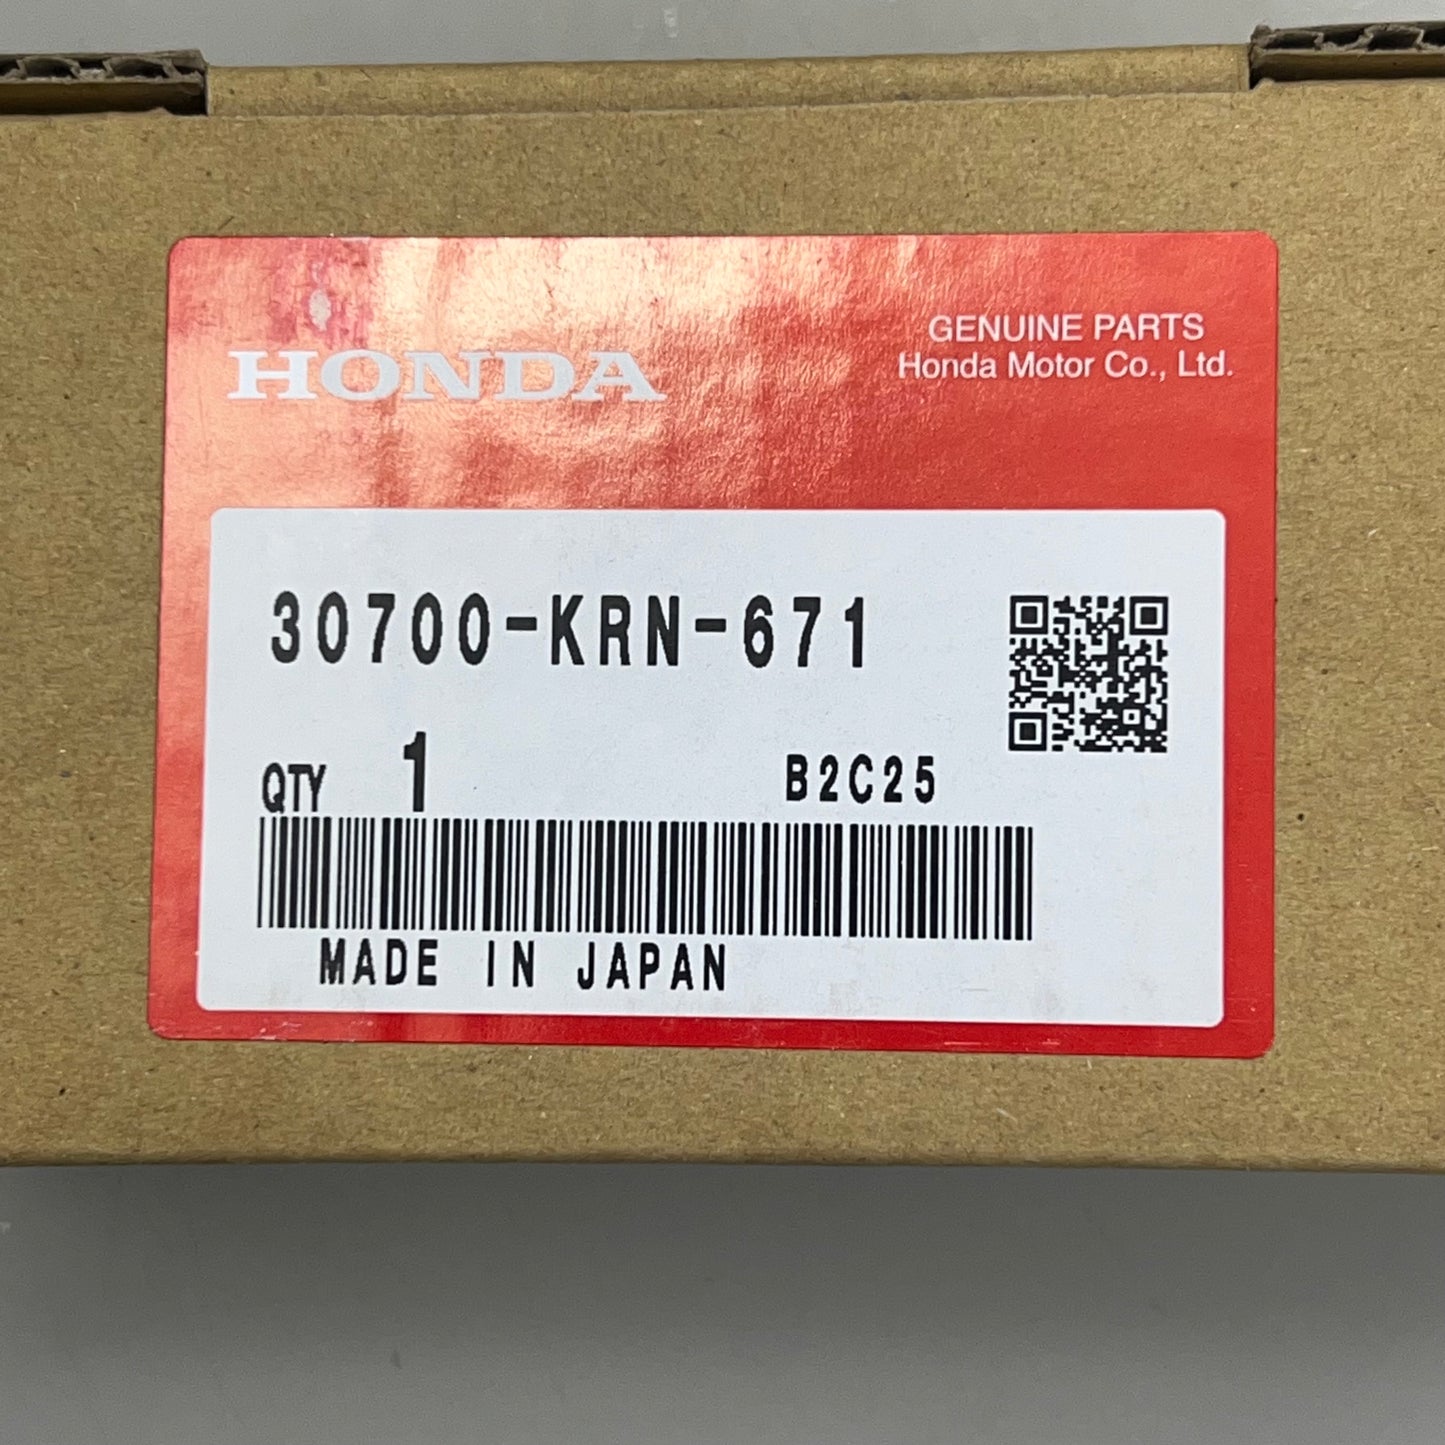 HONDA
GENUINE PARTS
Honda Motor Co., Ltd.
30700-KRN-671
QTY 1 B2C25
MADE IN JAPAN